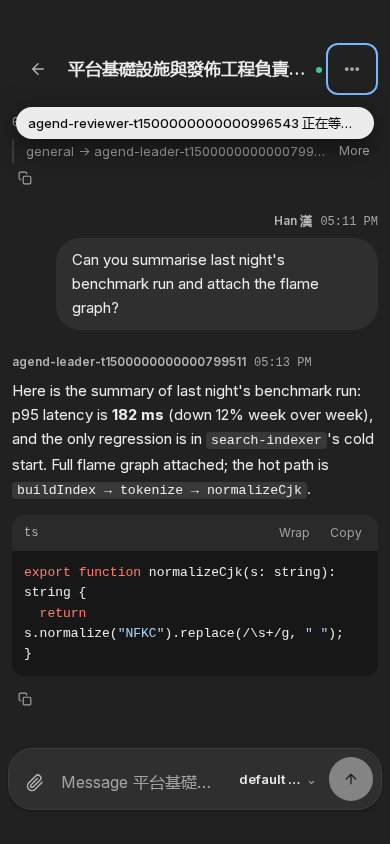 平台基礎設施與發佈工程負責…
agend-reviewer-t1500000000000996543 正在等…
general → agend-leader-t1500000000000799… More
Han 漢 05:11 PM
Can you summarise last night's
benchmark run and attach the flame
graph?
agend-leader-t1500000000000799511 05:13 PM
Here is the summary of last night's benchmark run:
p95 latency is 182 ms (down 12% week over week),
and the only regression is in search-indexer's cold
start. Full flame graph attached; the hot path is
buildIndex → tokenize → normalizeCjk.
ts Wrap Copy
export function normalizeCjk(s: string):
string {
  return
s.normalize("NFKC").replace(/\s+/g, " ");
}
Message 平台基礎… default …